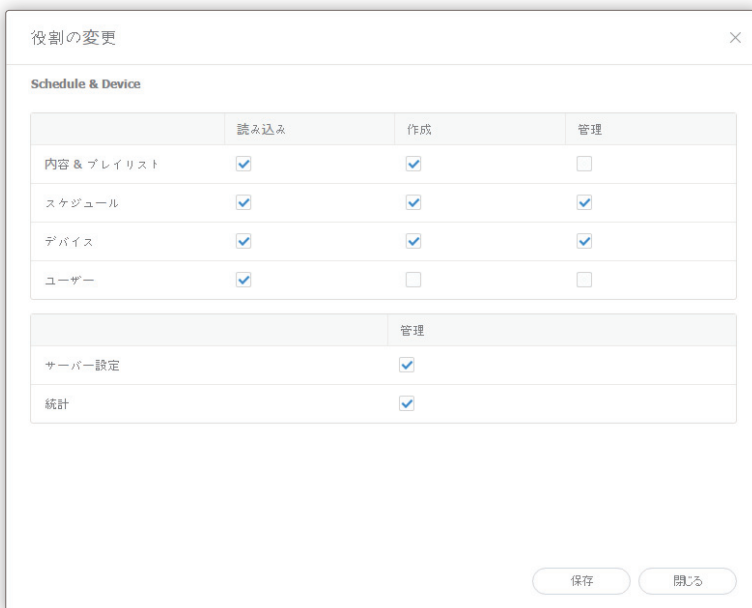 役割の変更
Schedule & Device
読み込み 作成 管理
内容 & プレイリスト
スケジュール
デバイス
ユーザー
管理
サーバー設定
統計
保存 閉じる